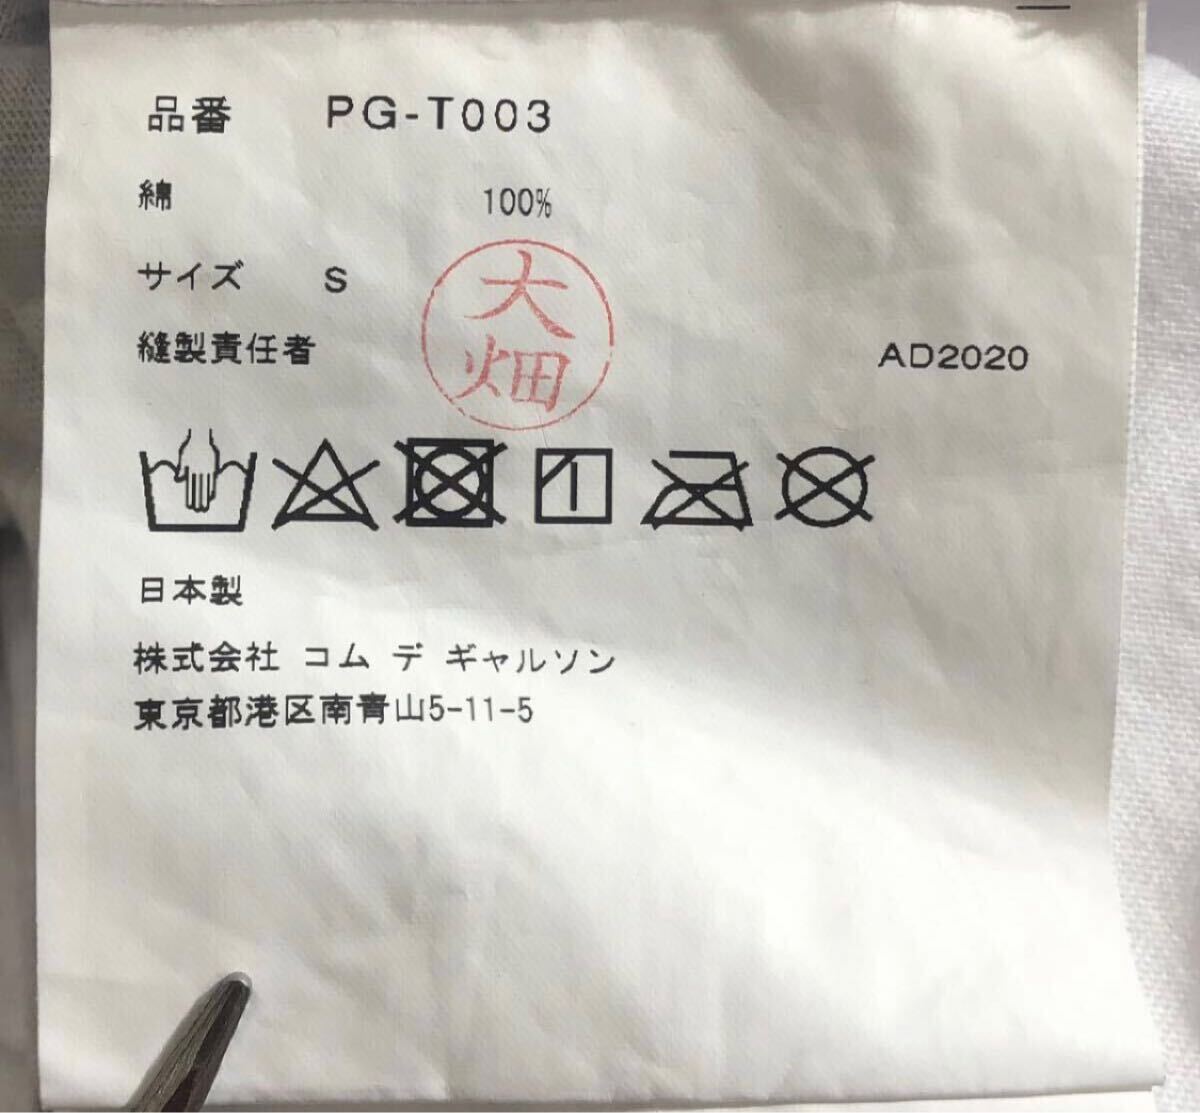 品番 PG-T003
綿 100%
サイズ S
大畑
縫製責任者 AD2020
日本製
株式会社 コム デ ギャルソン
東京都港区南青山5-11-5